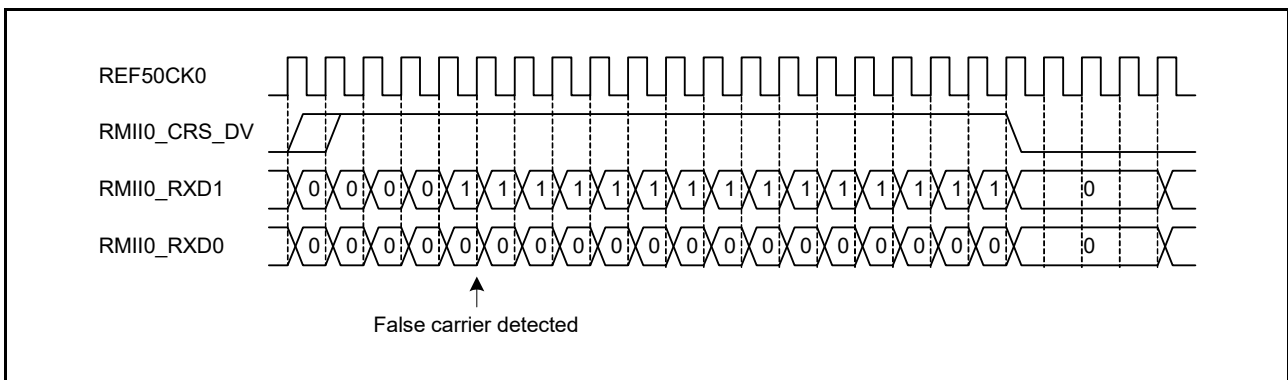 REF50CK0
RMII0_CRS_DV
RMII0_RXD1 0 0 0 0 1 1 1 1 1 1 1 1 1 1 1 1 1 1 1 0
RMII0_RXD0 0 0 0 0 0 0 0 0 0 0 0 0 0 0 0 0 0 0 0 0
False carrier detected